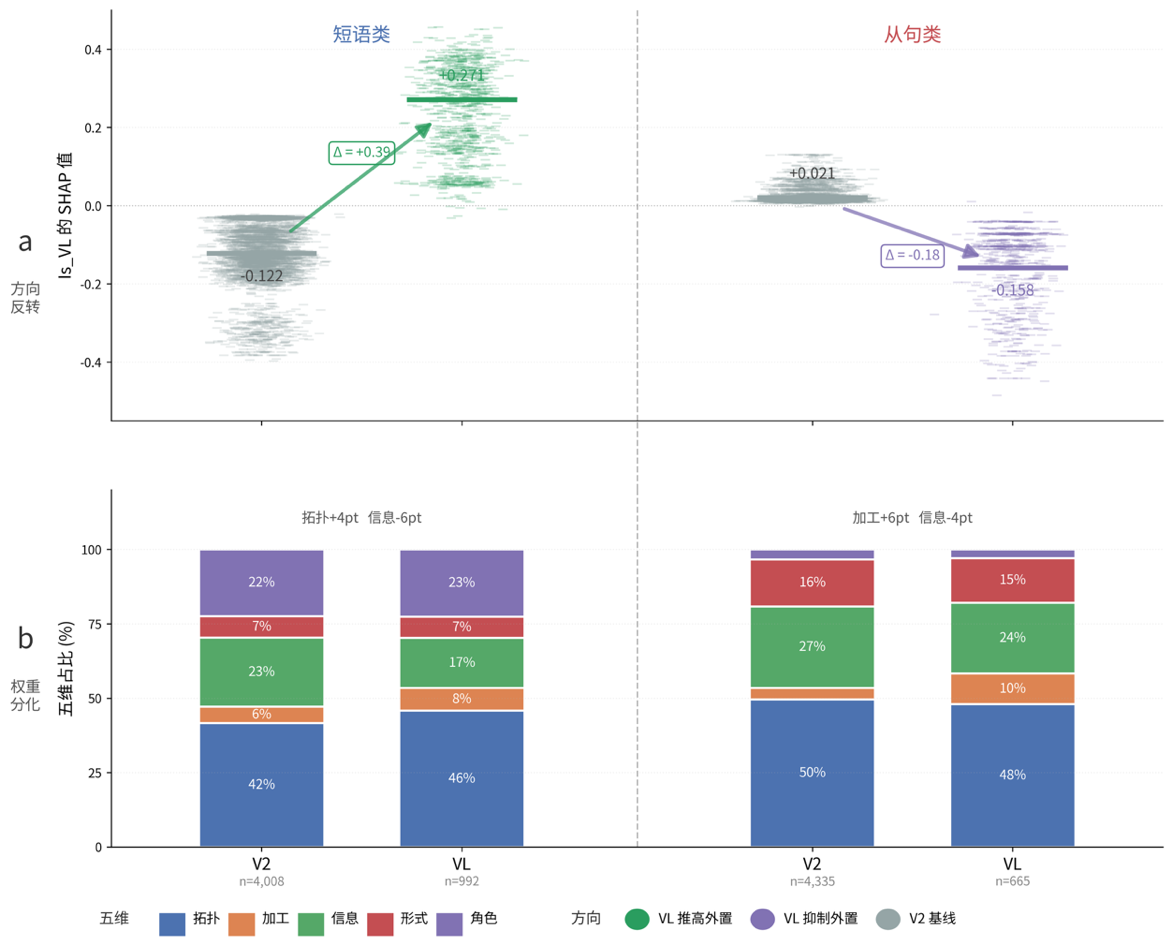 短语类
从句类
0.4
+0.271
0.2
Δ = +0.39
+0.021
0.0
a
Is_VL 的 SHAP 值
Δ = -0.18
-0.122
方向
反转
-0.2
-0.158
-0.4
拓扑+4pt 信息-6pt
加工+6pt 信息-4pt
100
22%
23%
16%
15%
75
7%
7%
b
五维占比 (%)
23%
17%
27%
24%
权重
分化
50
6%
8%
10%
25
42%
46%
50%
48%
0
V2
VL
V2
VL
n=4,008
n=992
n=4,335
n=665
五维
拓扑
加工
信息
形式
角色
方向
VL 推高外置
VL 抑制外置
V2 基线